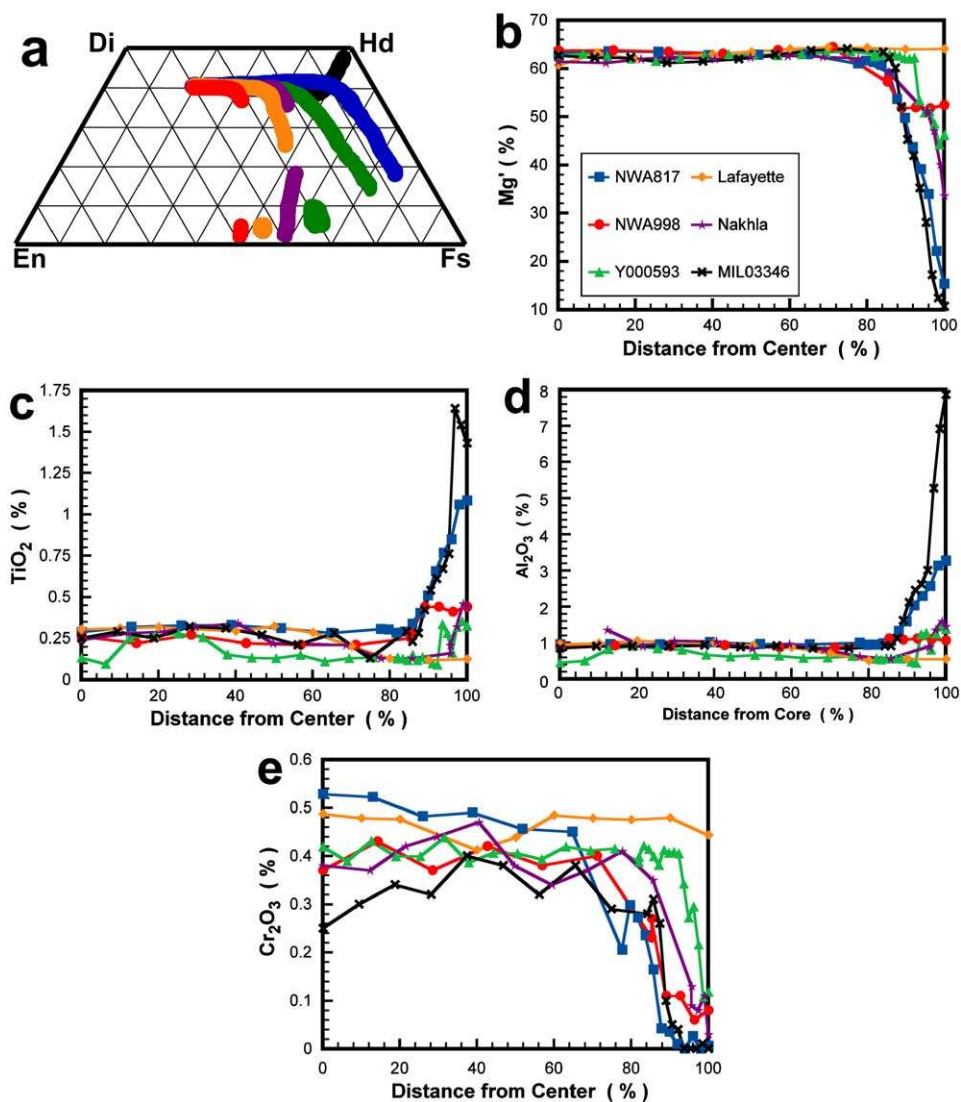 a
Di
Hd
En
Fs
b
Mg' (%)
70
60
50
40
30
20
10
NWA817
Lafayette
NWA998
Nakhla
Y000593
MIL03346
0
20
40
60
80
100
Distance from Center ( % )
c
TiO2 (%)
1.75
1.5
1.25
1
0.75
0.5
0.25
0
0
20
40
60
80
100
Distance from Center ( % )
d
Al2O3 (%)
8
7
6
5
4
3
2
1
0
0
20
40
60
80
100
Distance from Core (%)
e
Cr2O3 (%)
0.6
0.5
0.4
0.3
0.2
0.1
0
0
20
40
60
80
100
Distance from Center (%)